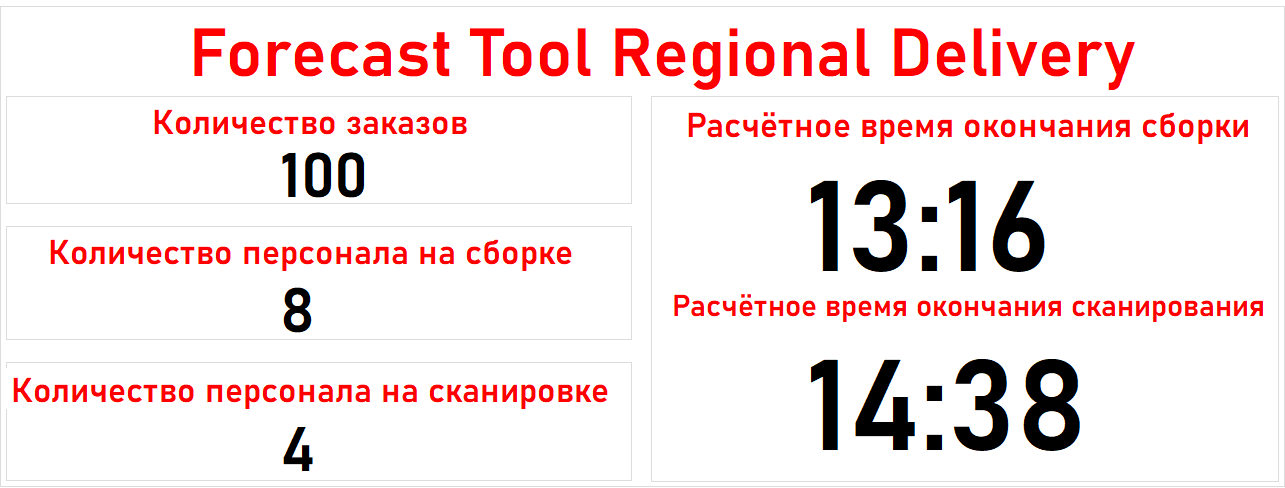 Forecast Tool Regional Delivery
Количество заказов
100
Количество персонала на сборке
8
Количество персонала на сканировке
4
Расчётное время окончания сборки
13:16
Расчётное время окончания сканирования
14:38